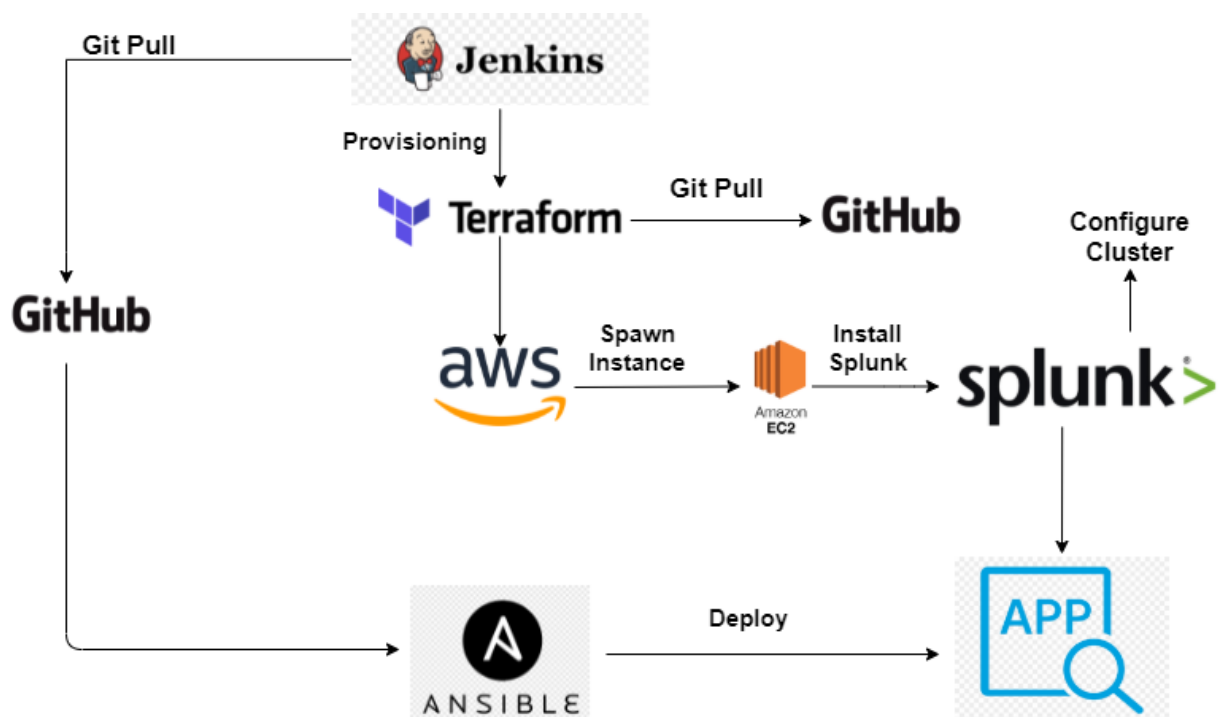 Git Pull
Jenkins
Provisioning
Terraform
Git Pull
GitHub
Configure
Cluster
GitHub
aws
Spawn
Instance
Amazon
EC2
Install
Splunk
splunk>
Deploy
ANSIBLE
APP